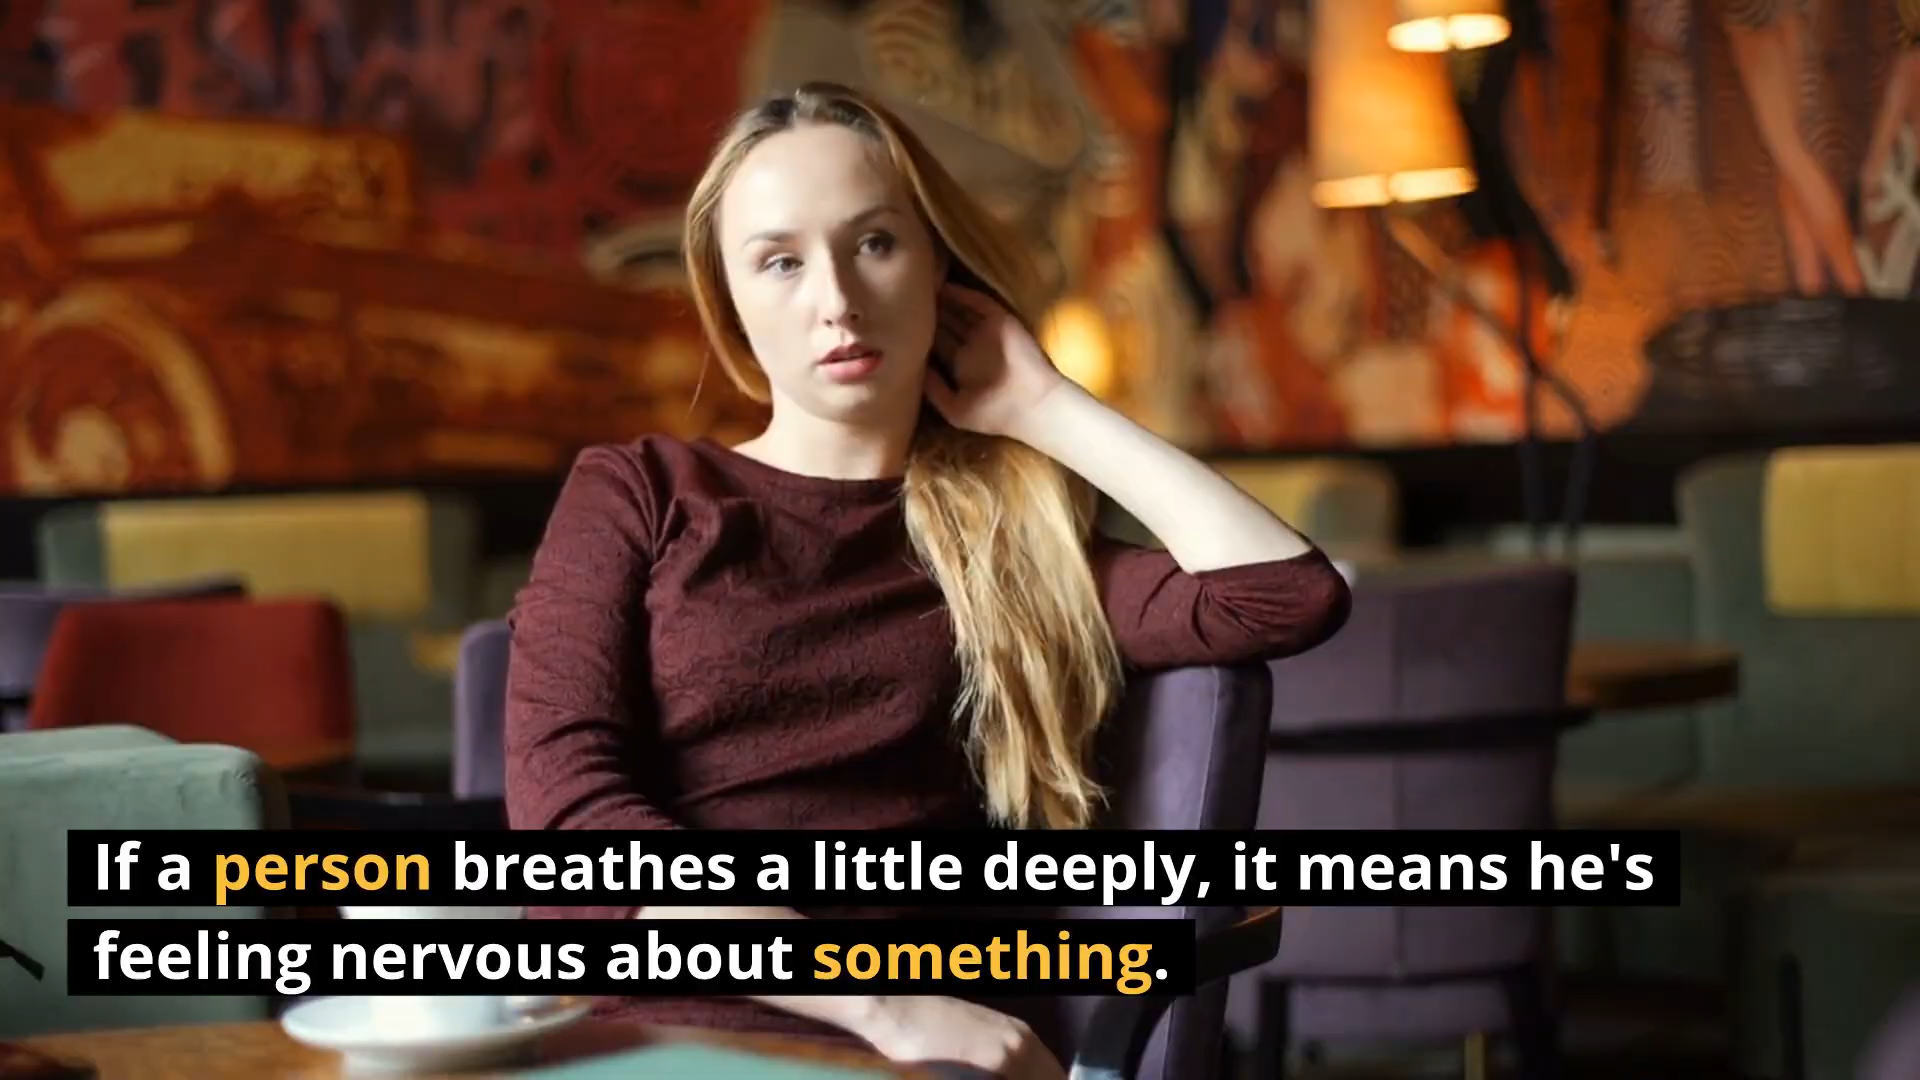 If a person breathes a little deeply, it means he's
feeling nervous about something.